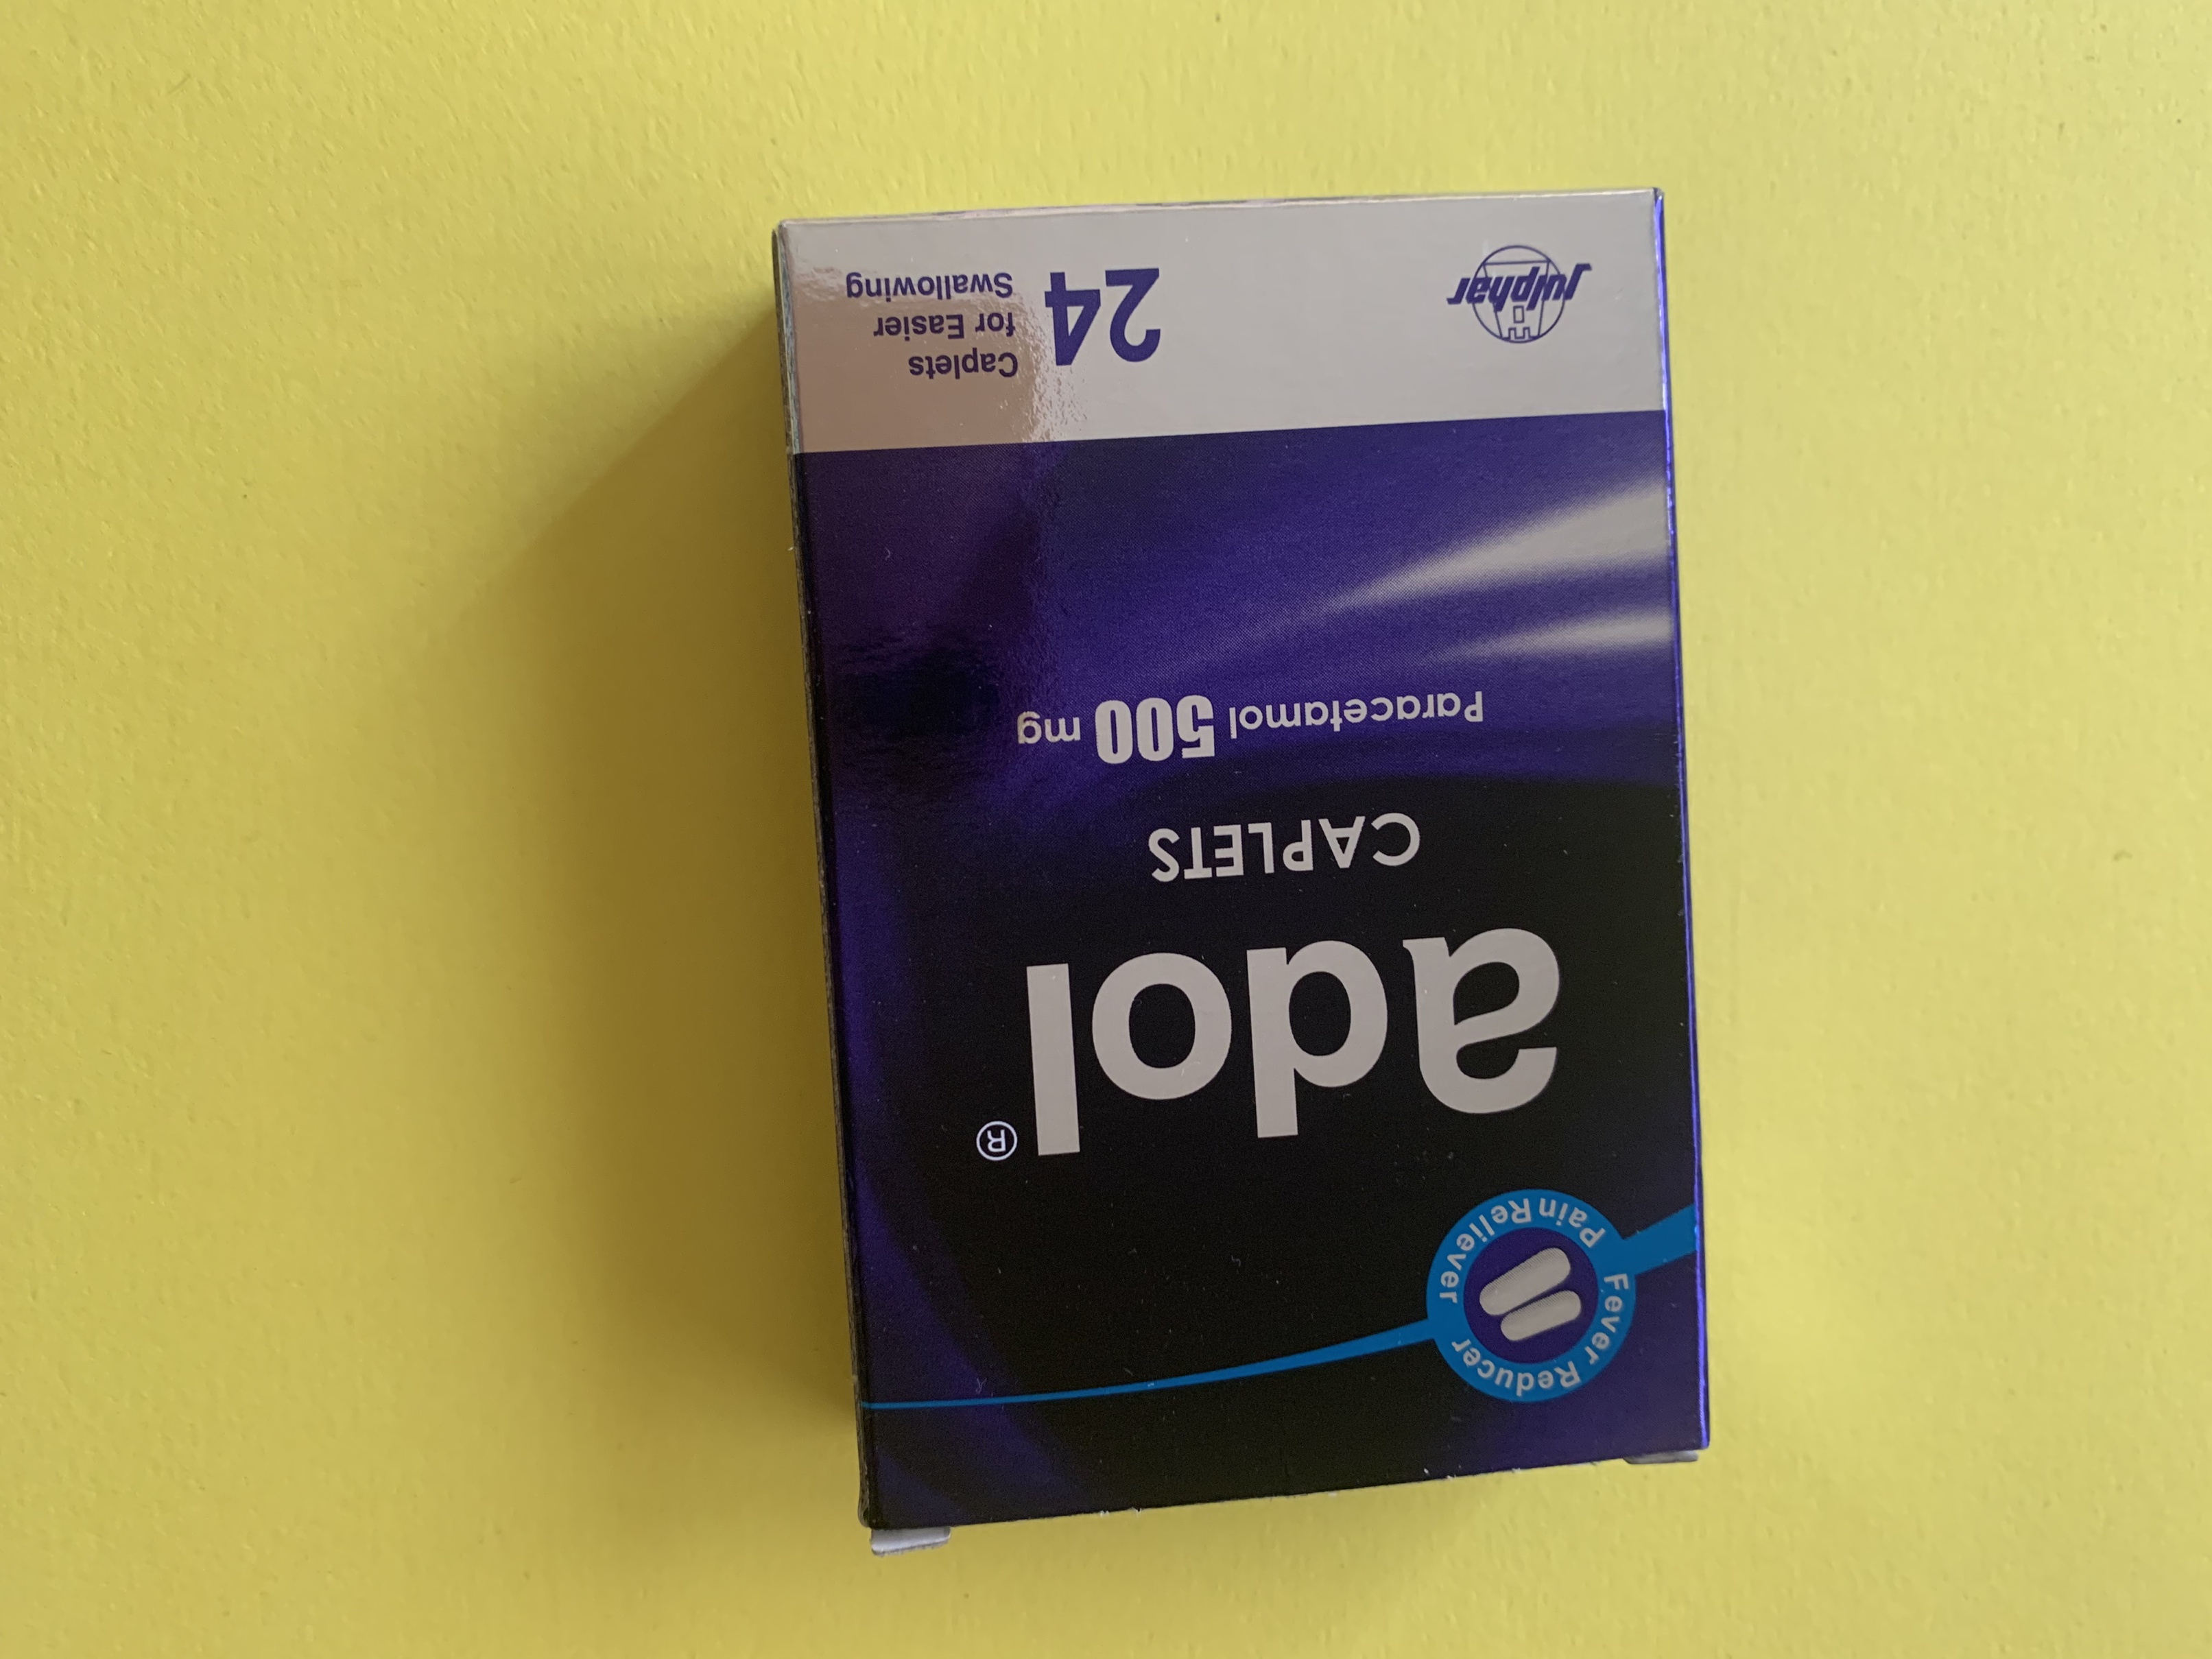 Fever Reducer
Pain Reliever
adol®
CAPLETS
Paracetamol 500 mg
Julphar
24
Caplets
for Easier
Swallowing